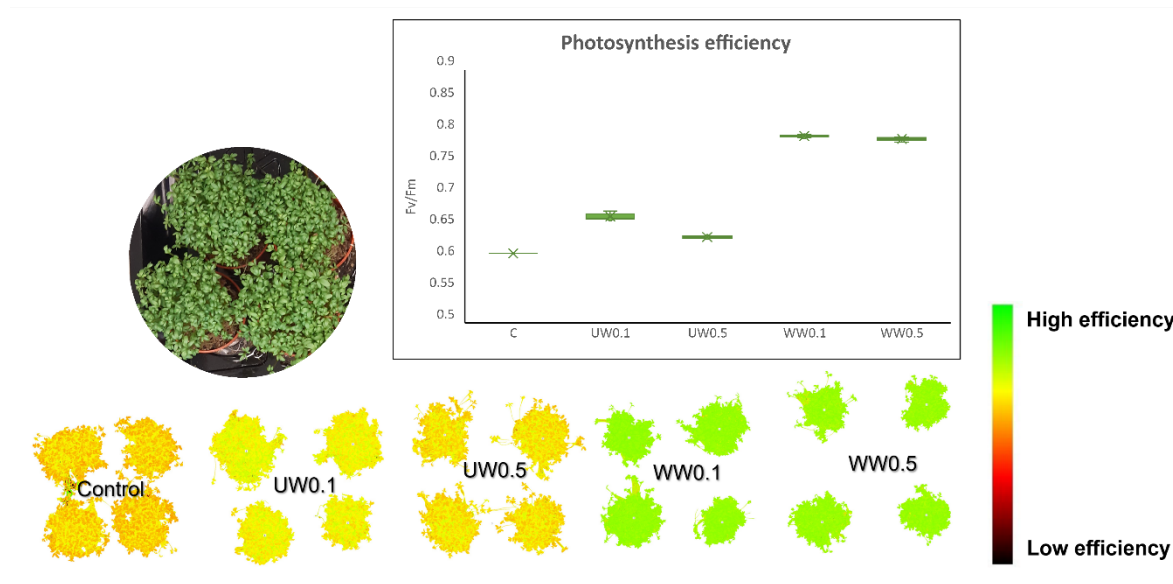 Photosynthesis efficiency
0.9
0.85
0.8
0.75
0.7
0.65
0.6
0.55
0.5
Fv/Fm
C UW0.1 UW0.5 WW0.1 WW0.5
High efficiency
Low efficiency
Control
UW0.1
UW0.5
WW0.1
WW0.5